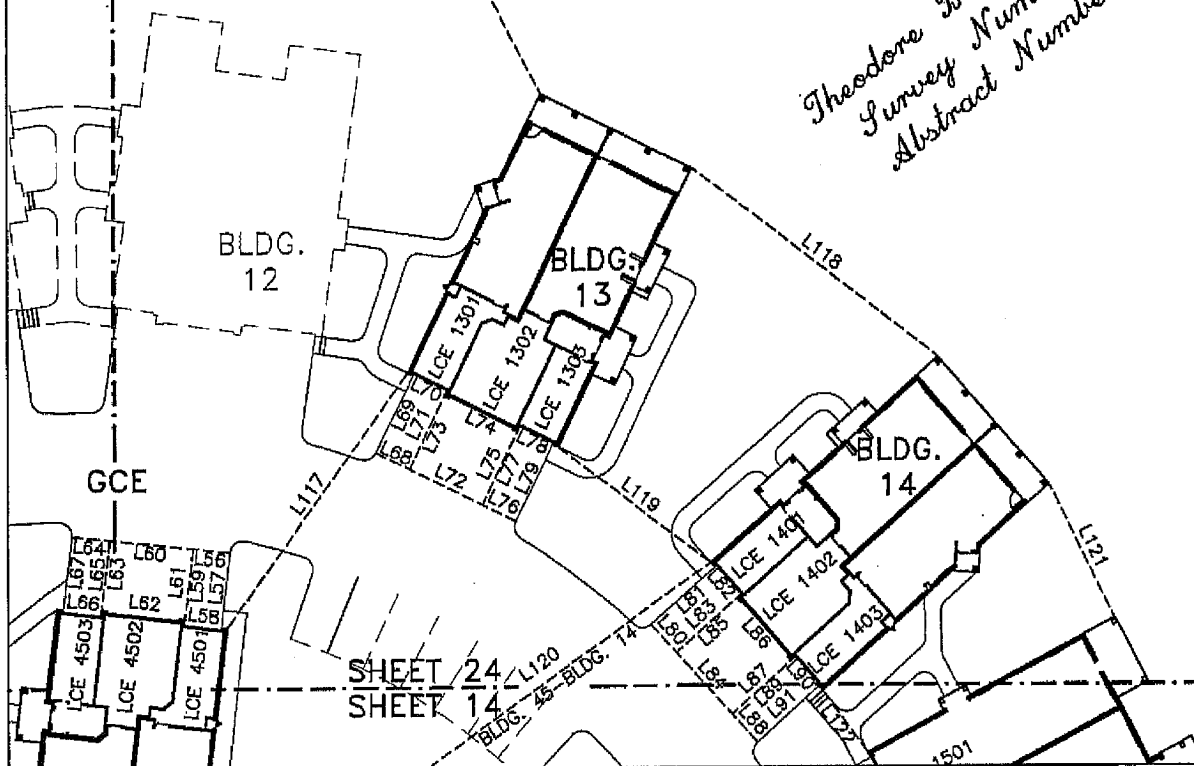 Theodore
Survey
Abstract
L118
BLDG.
12
BLDG.
13
LCE 1301
LCE 1302
LCE 1303
L70
L69
L71
L73
L74
L75
L77
L79
L68
L72
L76
L117
L119
GCE
BLDG.
14
LCE 1401
LCE 1402
LCE 1403
L121
L64
L60
L56
L67
L65
L63
L61
L59
L57
L66
L62
L58
LCE 4503
LCE 4502
LCE 4501
L81
L82
L83
L80
L85
L86
L84
L87
L89
L90
L88
L91
L122
SHEET 24
SHEET 14
L120
BLDG. 45-BLDG. 14
1501